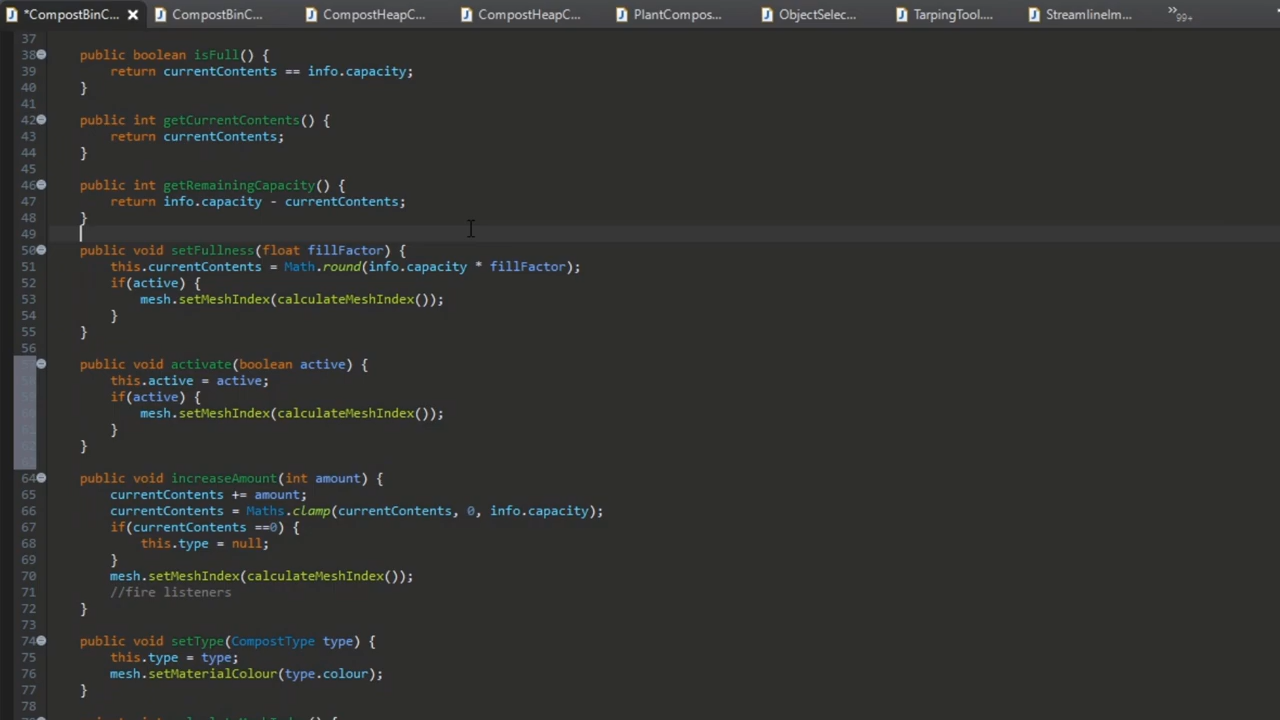 *CompostBinC... CompostBinC... CompostHeapC... CompostHeapC... PlantCompos... ObjectSelec... TarpingTool.... StreamlineIm... »99+
37
38 public boolean isFull() {
39 return currentContents == info.capacity;
40 }
41
42 public int getCurrentContents() {
43 return currentContents;
44 }
45
46 public int getRemainingCapacity() {
47 return info.capacity - currentContents;
48 }
49
50 public void setFullness(float fillFactor) {
51 this.currentContents = Math.round(info.capacity * fillFactor);
52 if(active) {
53 mesh.setMeshIndex(calculateMeshIndex());
54 }
55 }
56
public void activate(boolean active) {
58 this.active = active;
59 if(active) {
60 mesh.setMeshIndex(calculateMeshIndex());
61 }
62 }
63
64 public void increaseAmount(int amount) {
65 currentContents += amount;
66 currentContents = Maths.clamp(currentContents, 0, info.capacity);
67 if(currentContents ==0) {
68 this.type = null;
69 }
70 mesh.setMeshIndex(calculateMeshIndex());
71 //fire listeners
72 }
73
74 public void setType(CompostType type) {
75 this.type = type;
76 mesh.setMaterialColour(type.colour);
77 }
78